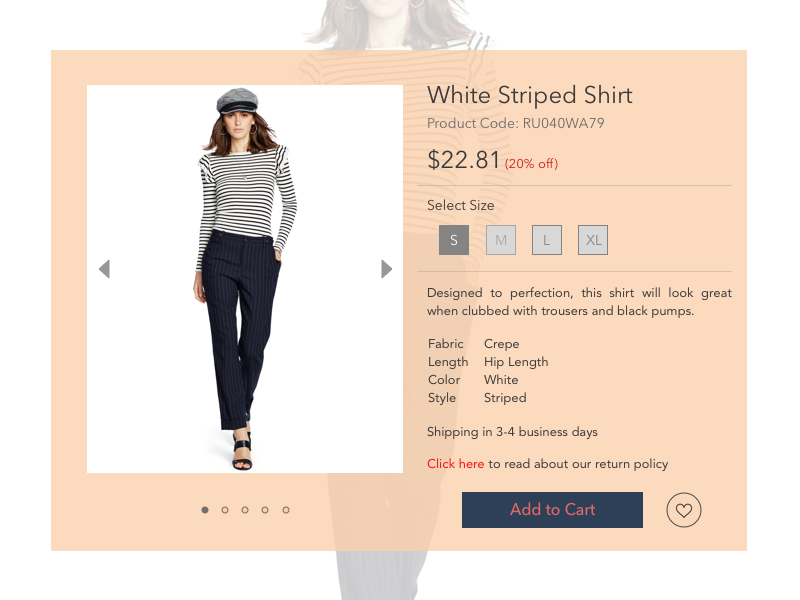 White Striped Shirt
Product Code: RU040WA79
$22.81 (20% off)
Select Size
S M L XL
Designed to perfection, this shirt will look great
when clubbed with trousers and black pumps.
Fabric Crepe
Length Hip Length
Color White
Style Striped
Shipping in 3-4 business days
Click here to read about our return policy
Add to Cart